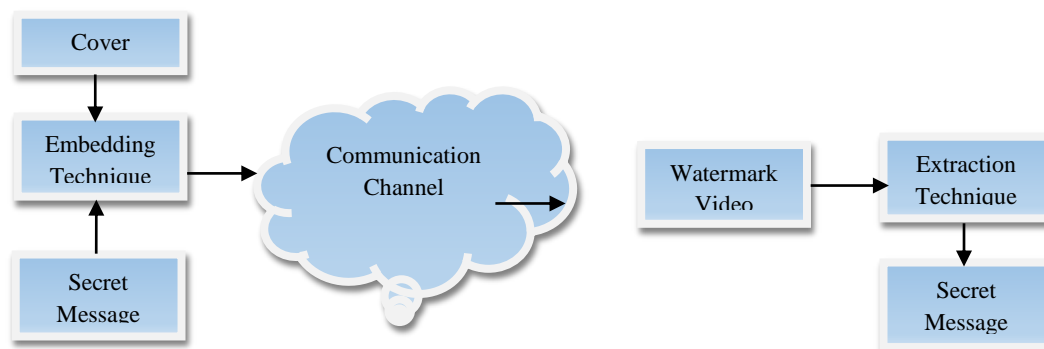 Cover
Embedding
Technique
Secret
Message
Communication
Channel
Watermark
Video
Extraction
Technique
Secret
Message